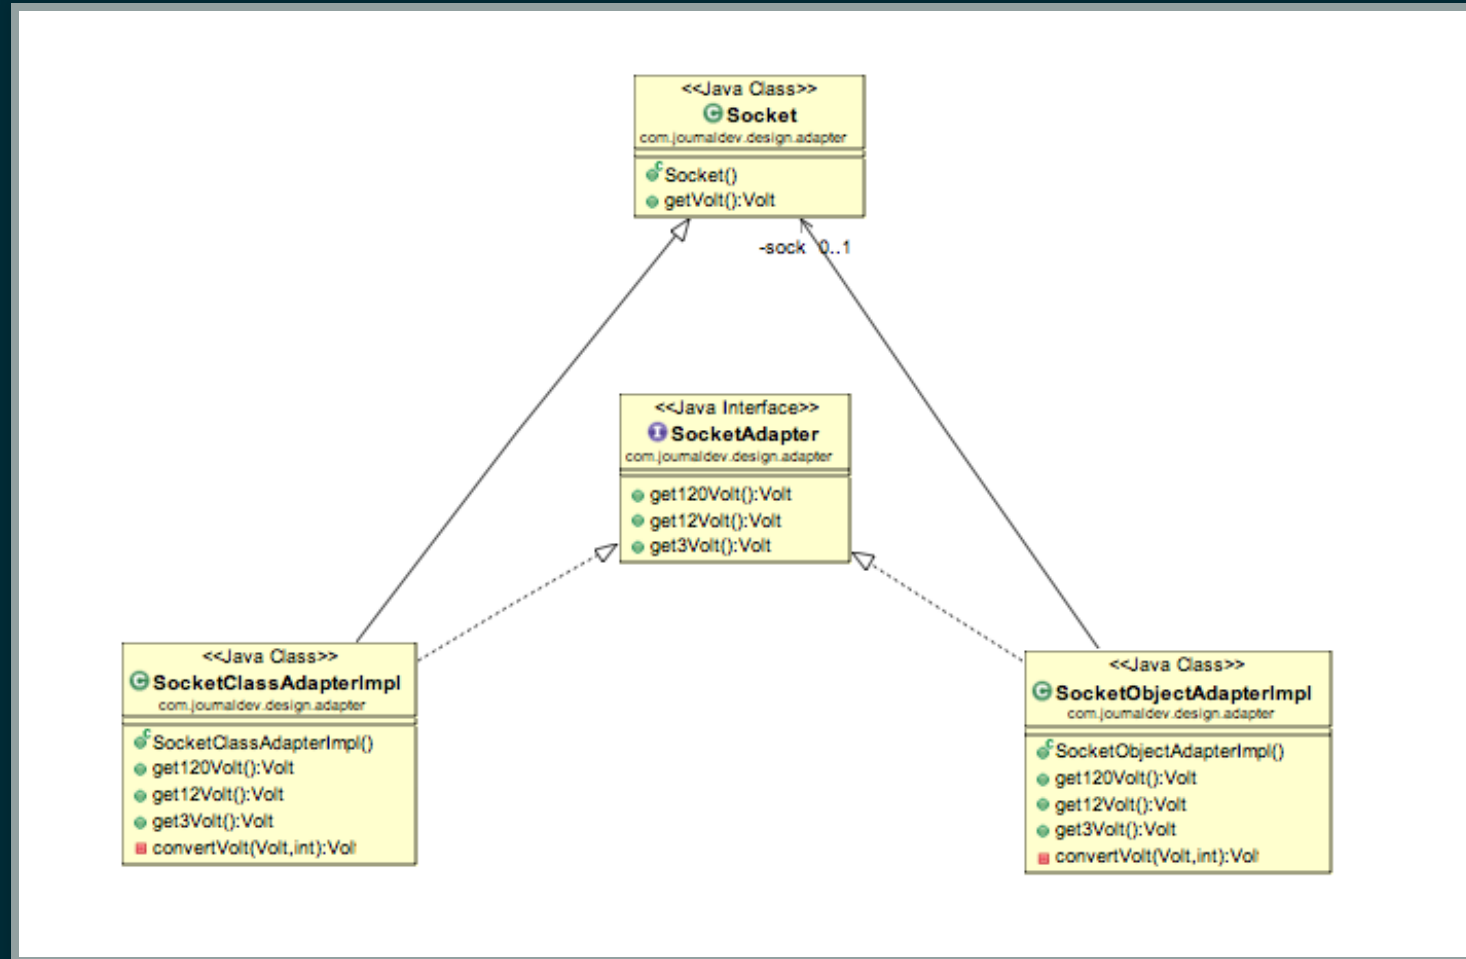 <<Java Class>>
Socket
com.journaldev.design.adapter
Socket()
getVolt():Volt
-sock 0..1
<<Java Interface>>
SocketAdapter
com.journaldev.design.adapter
get120Volt():Volt
get12Volt():Volt
get3Volt():Volt
<<Java Class>>
SocketClassAdapterImpl
com.journaldev.design.adapter
SocketClassAdapterImpl()
get120Volt():Volt
get12Volt():Volt
get3Volt():Volt
convertVolt(Volt,int):Vol
<<Java Class>>
SocketObjectAdapterImpl
com.journaldev.design.adapter
SocketObjectAdapterImpl()
get120Volt():Volt
get12Volt():Volt
get3Volt():Volt
convertVolt(Volt,int):Vol